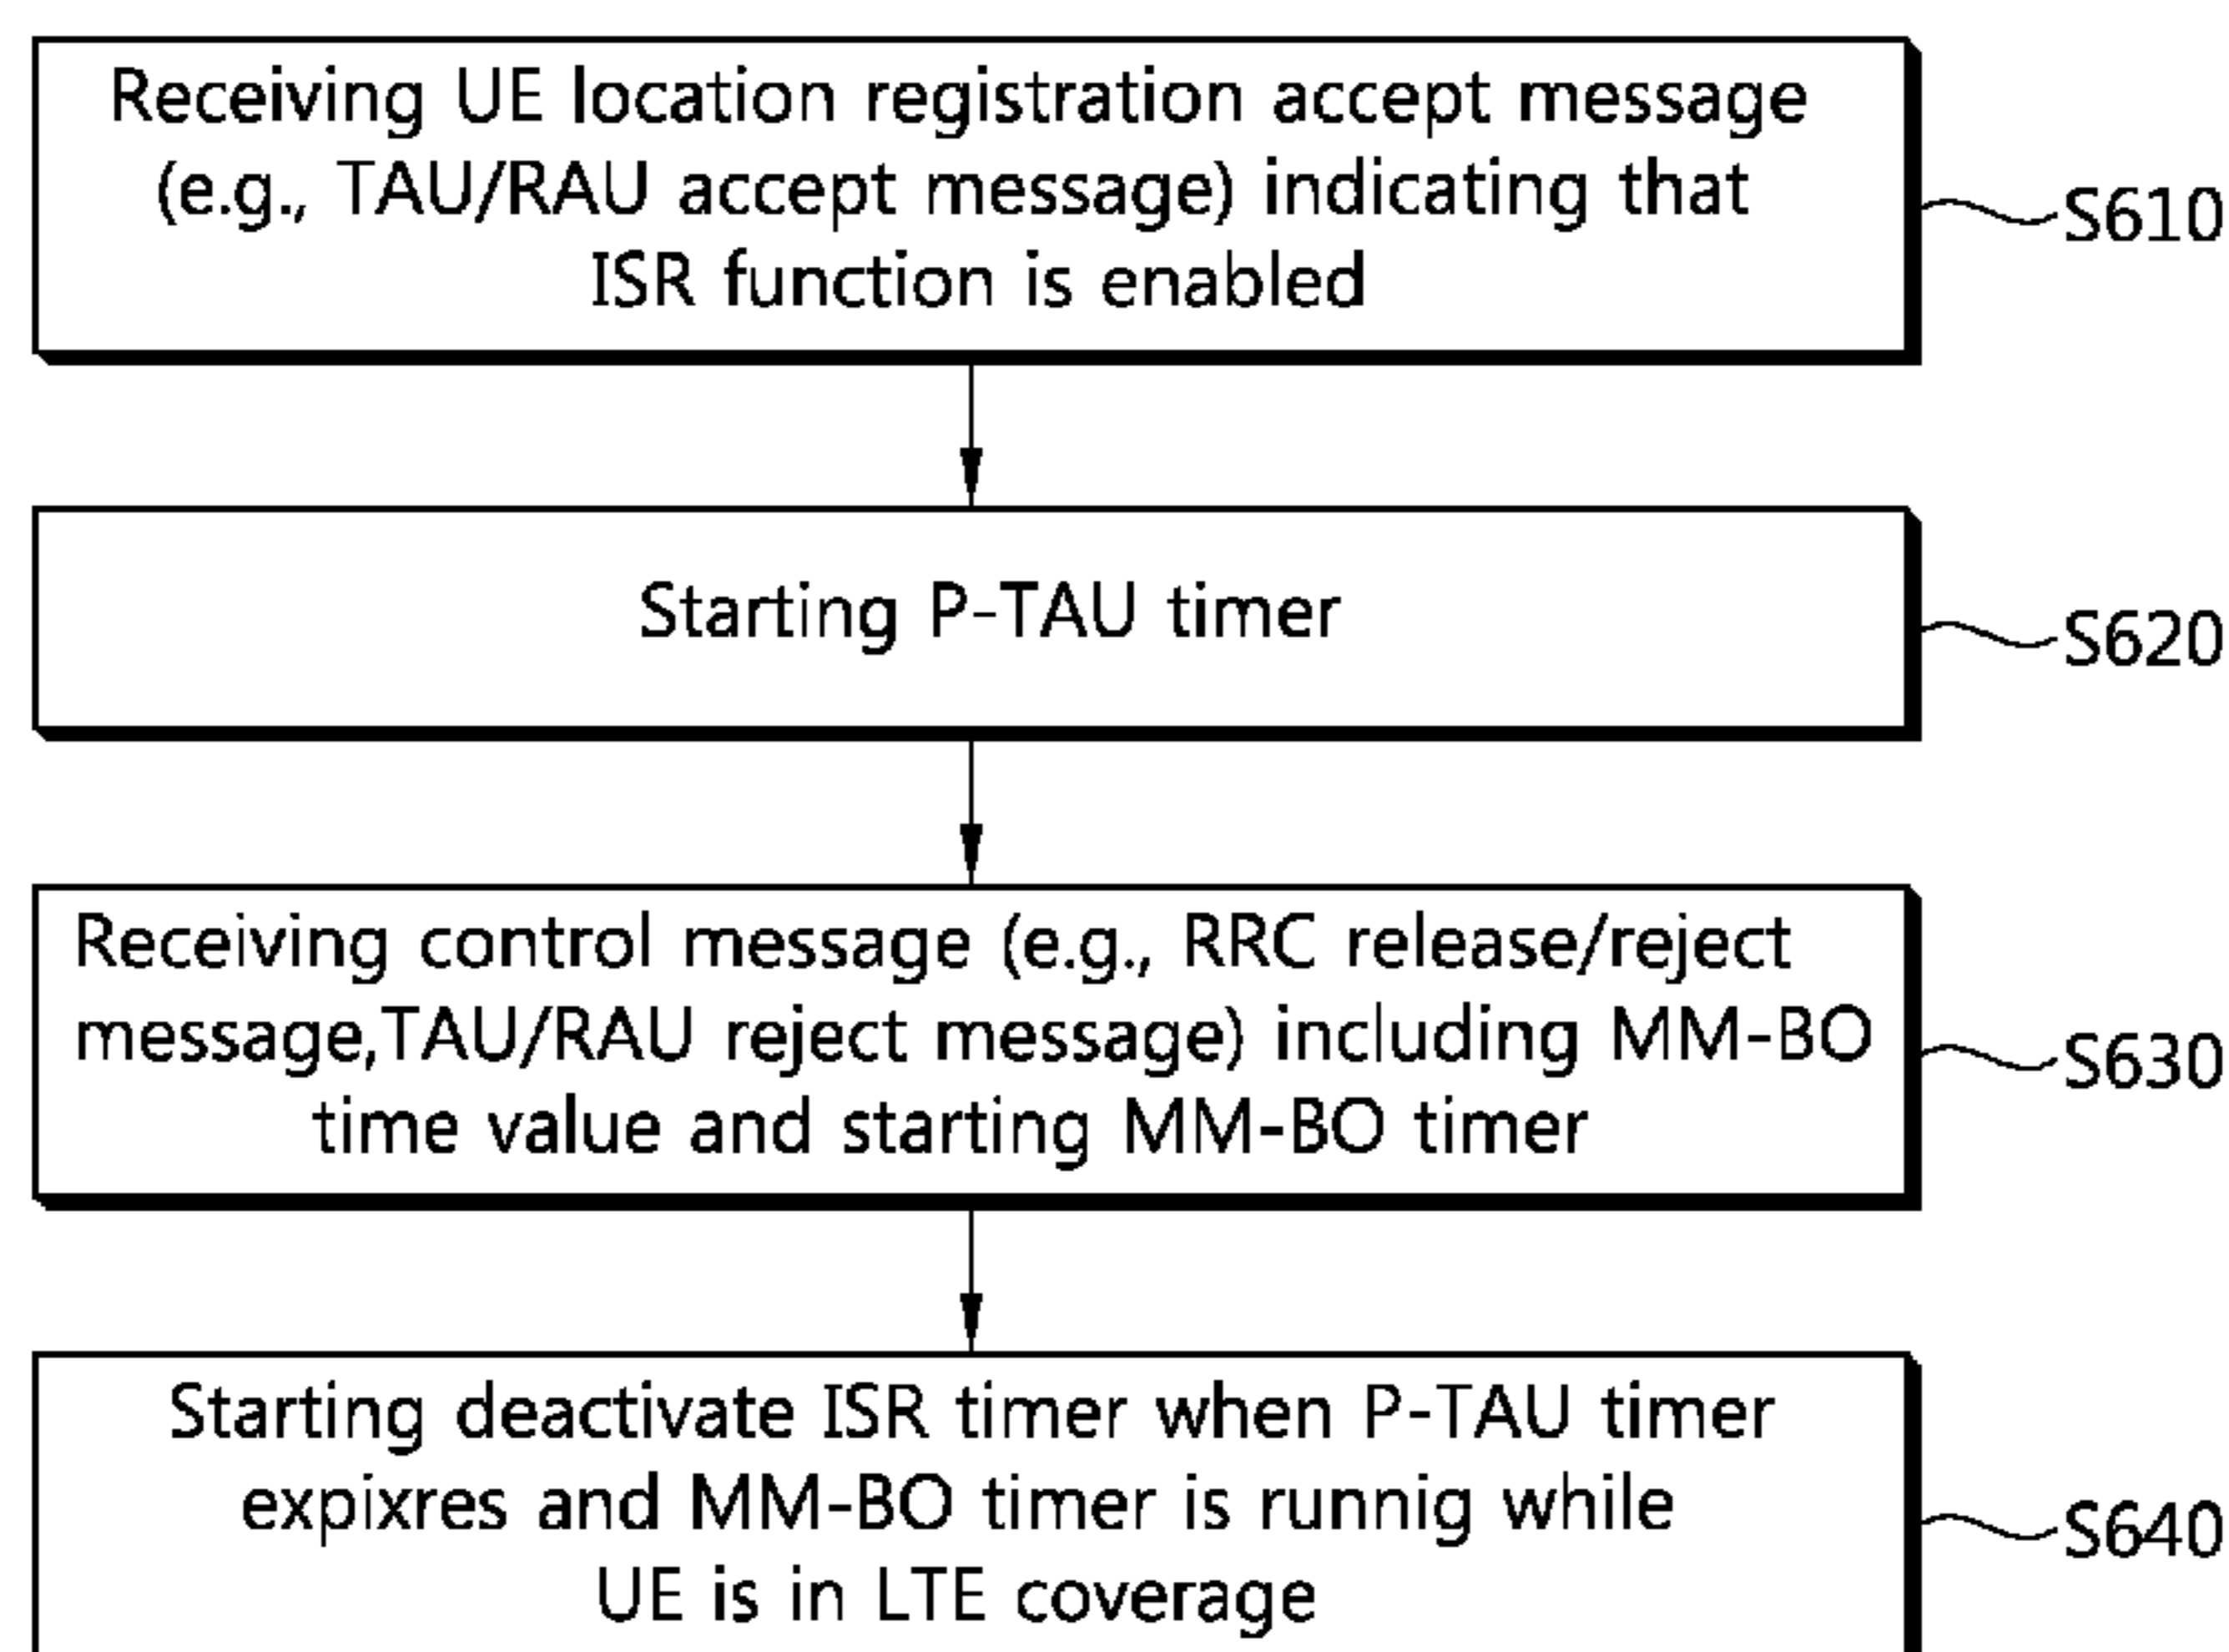 Receiving UE location registration accept message
(e.g., TAU/RAU accept message) indicating that
ISR function is enabled
S610
Starting P-TAU timer
S620
Receiving control message (e.g., RRC release/reject
message,TAU/RAU reject message) including MM-BO
time value and starting MM-BO timer
S630
Starting deactivate ISR timer when P-TAU timer
expixres and MM-BO timer is runnig while
UE is in LTE coverage
S640